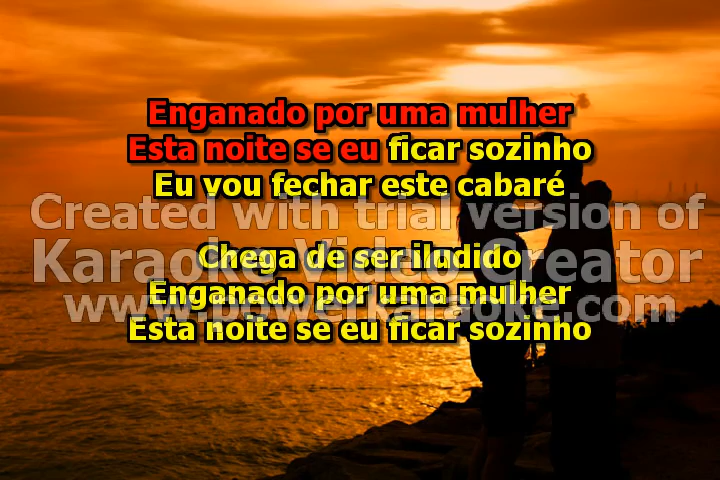 Enganado por uma mulher
Esta noite se eu ficar sozinho
Eu vou fechar este cabaré
Created with trial version of
Karaoke Video Creator
Chega de ser iludido
www.powerkaraoke.com
Enganado por uma mulher
Esta noite se eu ficar sozinho